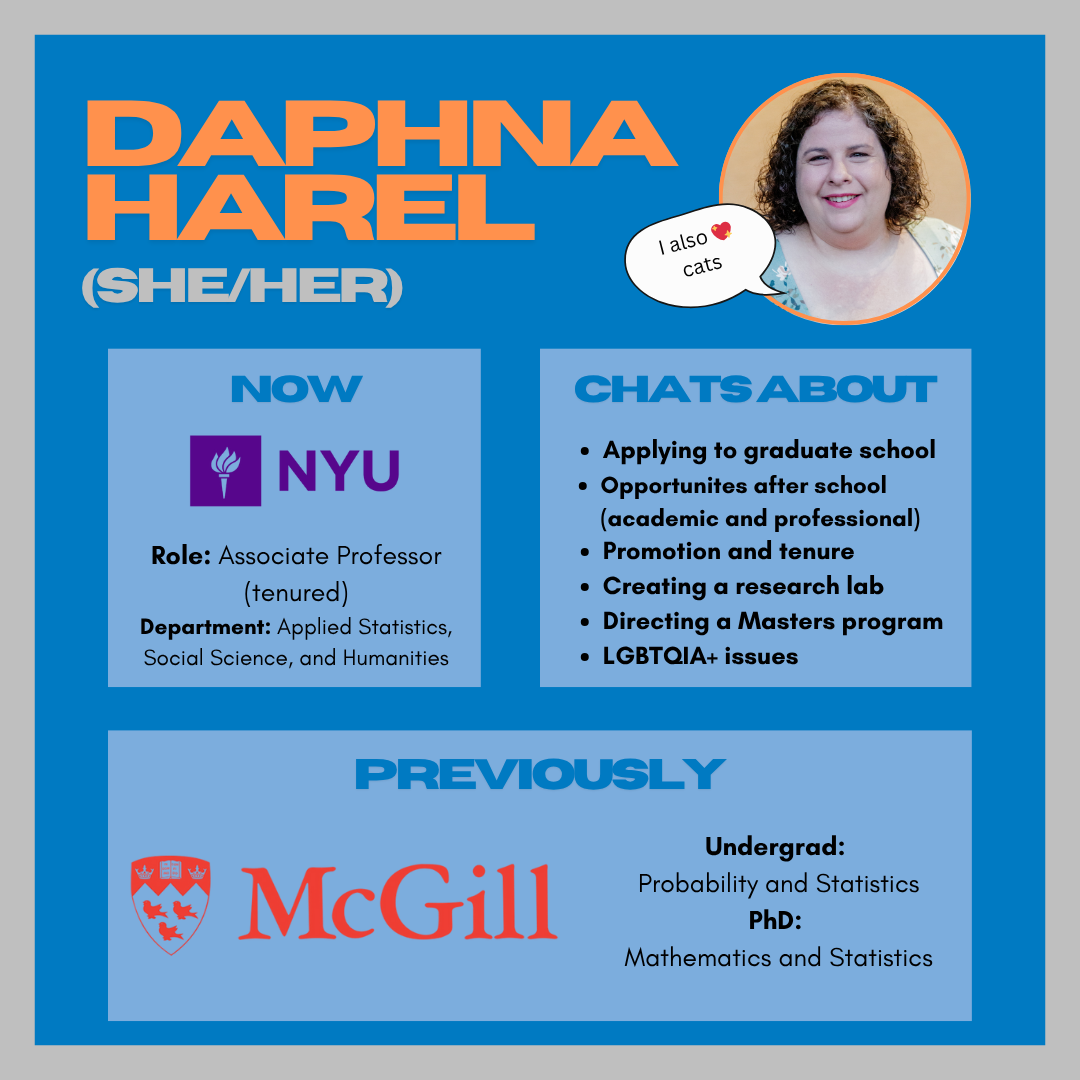 DAPHNA
HAREL
(SHE/HER)
I also 💖
cats
NOW
NYU
Role: Associate Professor
(tenured)
Department: Applied Statistics,
Social Science, and Humanities
CHATS ABOUT
• Applying to graduate school
• Opportunites after school
(academic and professional)
• Promotion and tenure
• Creating a research lab
• Directing a Masters program
• LGBTQIA+ issues
PREVIOUSLY
McGill
Undergrad:
Probability and Statistics
PhD:
Mathematics and Statistics